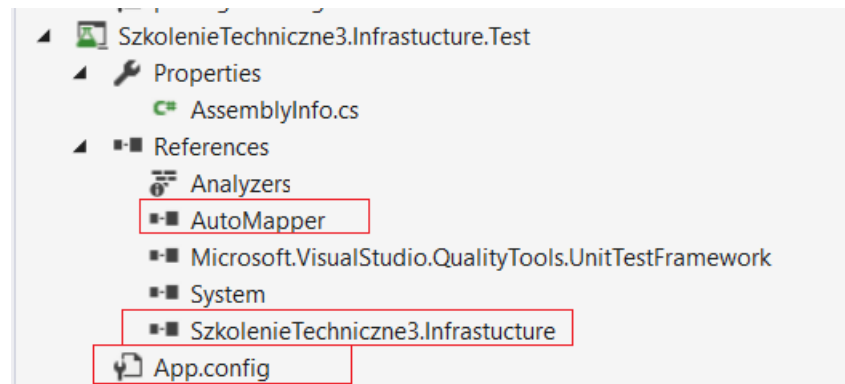 SzkolenieTechniczne3.Infrastucture.Test
Properties
C# AssemblyInfo.cs
References
Analyzers
AutoMapper
Microsoft.VisualStudio.QualityTools.UnitTestFramework
System
SzkolenieTechniczne3.Infrastucture
App.config